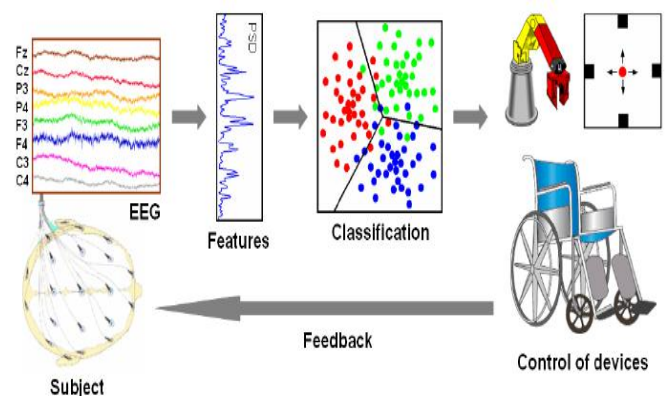 Fz
Cz
P3
P4
F3
F4
C3
C4
EEG
PSD
Features
Classification
Control of devices
Feedback
Subject